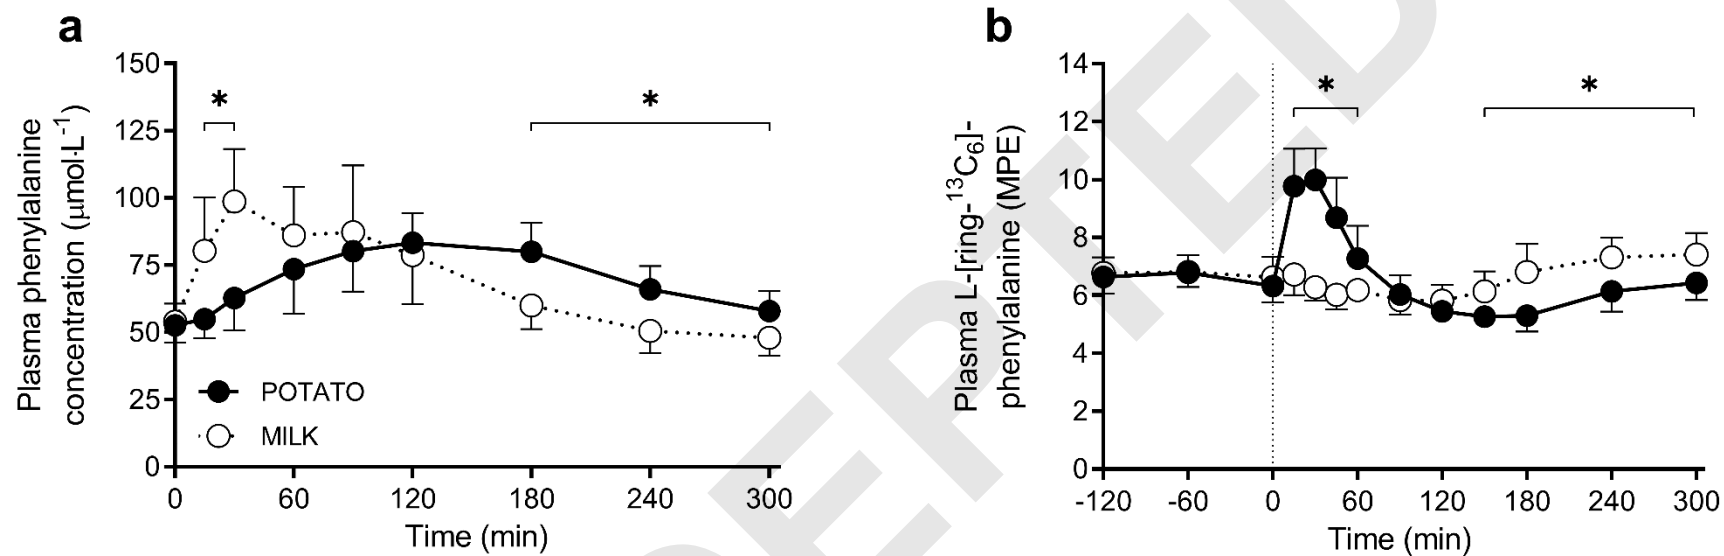 a
150
125
100
75
50
25
0
Plasma phenylalanine
concentration (µmol·L⁻¹)
*
*
POTATO
MILK
0 60 120 180 240 300
Time (min)
b
14
12
10
8
6
4
2
0
Plasma L-[ring-¹³C₆]-
phenylalanine (MPE)
*
*
-120 -60 0 60 120 180 240 300
Time (min)
EPTED